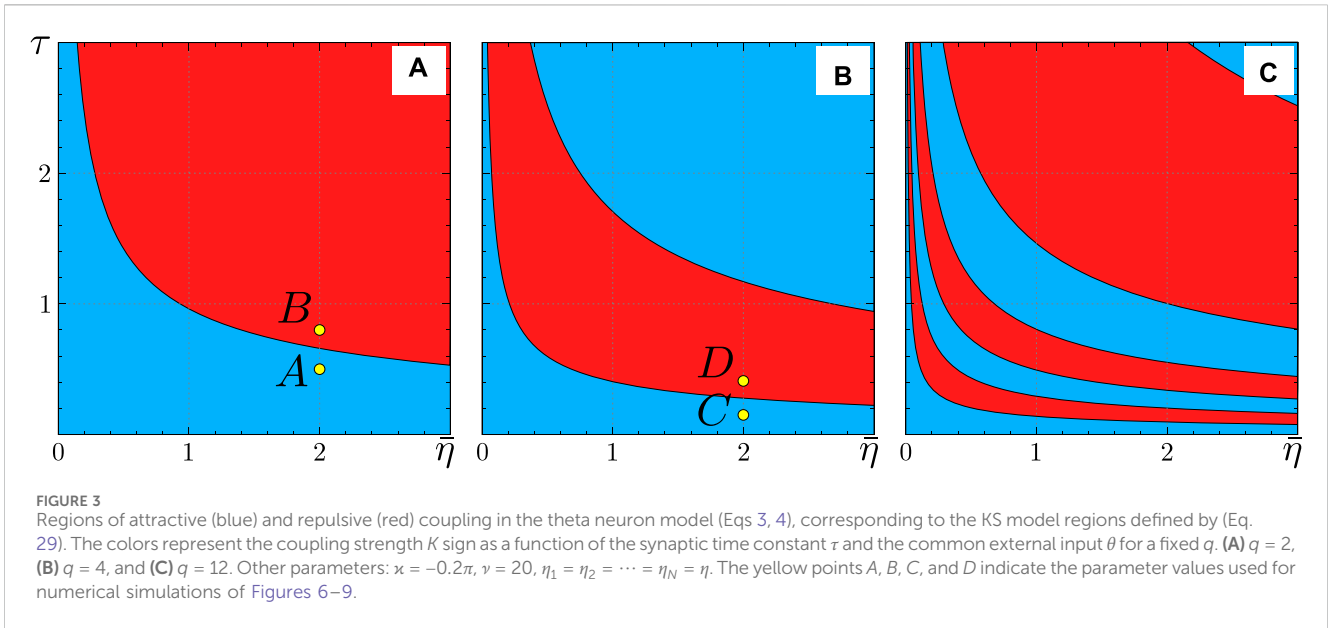 τ
A
B
C
2
1
B
A
D
C
0 1 2 η̄
0 1 2 η̄
0 1 2 η̄
FIGURE 3
Regions of attractive (blue) and repulsive (red) coupling in the theta neuron model (Eqs 3, 4), corresponding to the KS model regions defined by (Eq.
29). The colors represent the coupling strength K sign as a function of the synaptic time constant τ and the common external input θ for a fixed q. (A) q = 2,
(B) q = 4, and (C) q = 12. Other parameters: ϰ = −0.2π, ν = 20, η1 = η2 = ⋯ = ηN = η. The yellow points A, B, C, and D indicate the parameter values used for
numerical simulations of Figures 6–9.